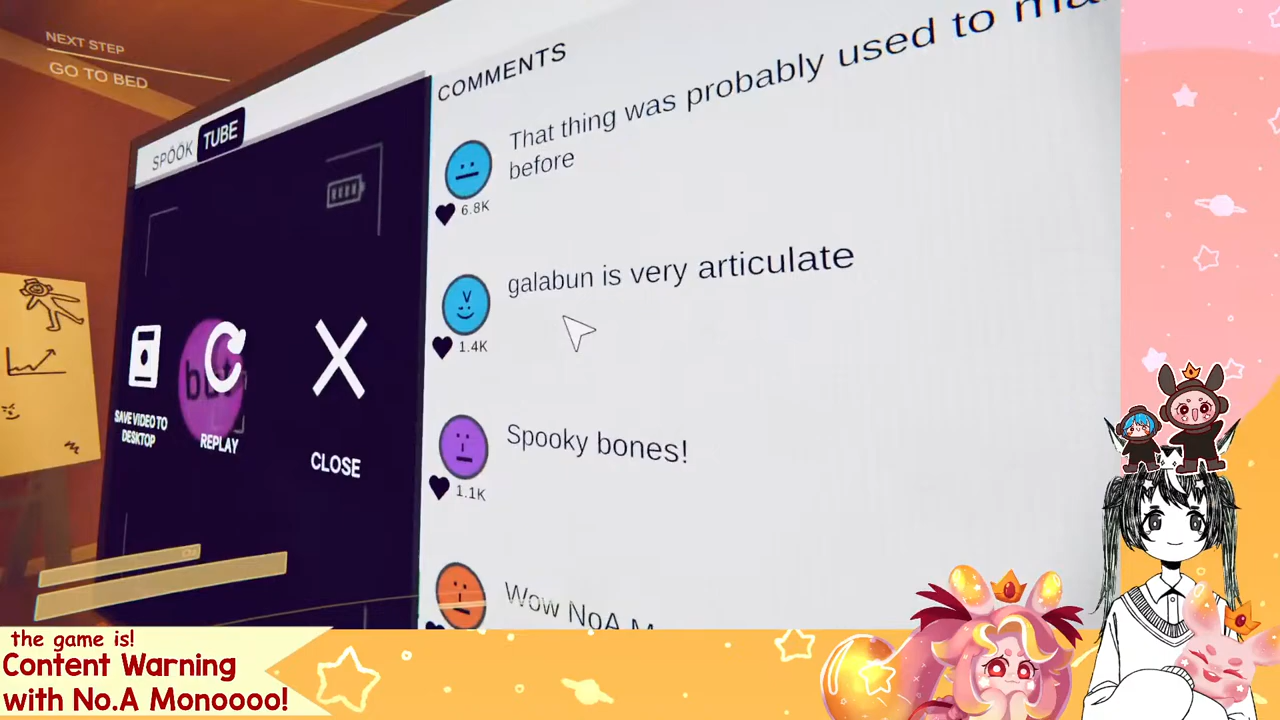 NEXT STEP
GO TO BED
SPÖÖK TUBE
COMMENTS
That thing was probably used to
before
6.8K
galabun is very articulate
1.4K
Spooky bones!
1.1K
Wow NoA
SAVE VIDEO TO
DESKTOP
REPLAY
CLOSE
the game is!
Content Warning
with No.A Monoooo!